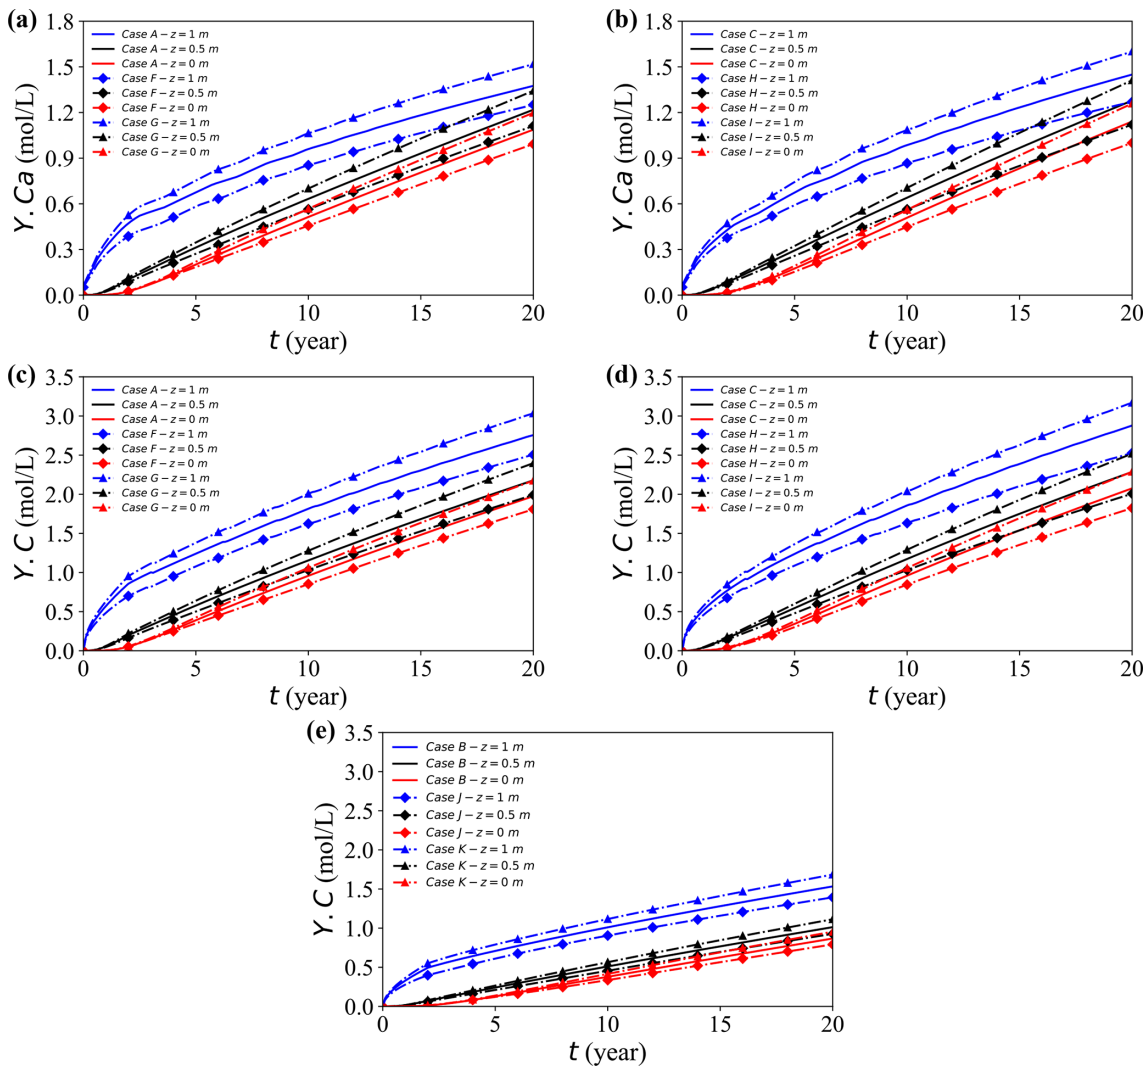 (a)
1.8
1.5
1.2
0.9
0.6
0.3
0.0
Y.Ca (mol/L)
Case A − z = 1 m
Case A − z = 0.5 m
Case A − z = 0 m
Case F − z = 1 m
Case F − z = 0.5 m
Case F − z = 0 m
Case G − z = 1 m
Case G − z = 0.5 m
Case G − z = 0 m
0 5 10 15 20
t (year)
(b)
1.8
1.5
1.2
0.9
0.6
0.3
0.0
Y.Ca (mol/L)
Case C − z = 1 m
Case C − z = 0.5 m
Case C − z = 0 m
Case H − z = 1 m
Case H − z = 0.5 m
Case H − z = 0 m
Case I − z = 1 m
Case I − z = 0.5 m
Case I − z = 0 m
0 5 10 15 20
t (year)
(c)
3.5
3.0
2.5
2.0
1.5
1.0
0.5
0.0
Y.C (mol/L)
Case A − z = 1 m
Case A − z = 0.5 m
Case A − z = 0 m
Case F − z = 1 m
Case F − z = 0.5 m
Case F − z = 0 m
Case G − z = 1 m
Case G − z = 0.5 m
Case G − z = 0 m
0 5 10 15 20
t (year)
(d)
3.5
3.0
2.5
2.0
1.5
1.0
0.5
0.0
Y.C (mol/L)
Case C − z = 1 m
Case C − z = 0.5 m
Case C − z = 0 m
Case H − z = 1 m
Case H − z = 0.5 m
Case H − z = 0 m
Case I − z = 1 m
Case I − z = 0.5 m
Case I − z = 0 m
0 5 10 15 20
t (year)
(e)
3.5
3.0
2.5
2.0
1.5
1.0
0.5
0.0
Y.C (mol/L)
Case B − z = 1 m
Case B − z = 0.5 m
Case B − z = 0 m
Case J − z = 1 m
Case J − z = 0.5 m
Case J − z = 0 m
Case K − z = 1 m
Case K − z = 0.5 m
Case K − z = 0 m
0 5 10 15 20
t (year)